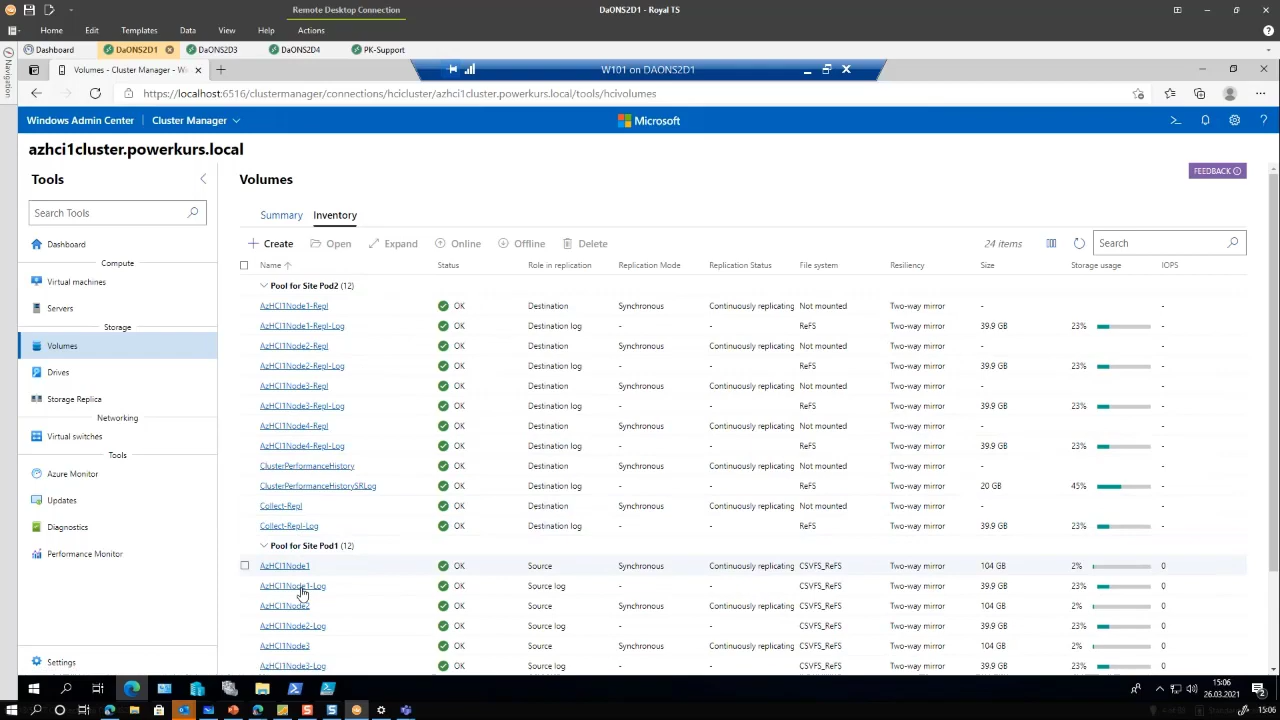 Remote Desktop Connection
DaONS2D1 - Royal TS
Home Edit Templates Data View Help Actions
Dashboard DaONS2D1 DaONS2D3 DaONS2D4 PK-Support
Navigation
Volumes - Cluster Manager - Wi
W101 on DAONS2D1
https://localhost:6516/clustermanager/connections/hcicluster/azhci1cluster.powerkurs.local/tools/hcivolumes
Windows Admin Center Cluster Manager Microsoft
azhci1cluster.powerkurs.local
Tools
Search Tools
Dashboard
Compute
Virtual machines
Servers
Storage
Volumes
Drives
Storage Replica
Networking
Virtual switches
Tools
Azure Monitor
Updates
Diagnostics
Performance Monitor
Settings
Volumes
FEEDBACK
Summary Inventory
Create Open Expand Online Offline Delete 24 items Search
Name Status Role in replication Replication Mode Replication Status File system Resiliency Size Storage usage IOPS
Pool for Site Pod2 (12)
AzHCI1Node1-Repl OK Destination Synchronous Continuously replicating Not mounted Two-way mirror - -
AzHCI1Node1-Repl-Log OK Destination log - - ReFS Two-way mirror 39.9 GB 23% -
AzHCI1Node2-Repl OK Destination Synchronous Continuously replicating Not mounted Two-way mirror - -
AzHCI1Node2-Repl-Log OK Destination log - - ReFS Two-way mirror 39.9 GB 23% -
AzHCI1Node3-Repl OK Destination Synchronous Continuously replicating Not mounted Two-way mirror - -
AzHCI1Node3-Repl-Log OK Destination log - - ReFS Two-way mirror 39.9 GB 23% -
AzHCI1Node4-Repl OK Destination Synchronous Continuously replicating Not mounted Two-way mirror - -
AzHCI1Node4-Repl-Log OK Destination log - - ReFS Two-way mirror 39.9 GB 23% -
ClusterPerformanceHistory OK Destination Synchronous Continuously replicating Not mounted Two-way mirror - -
ClusterPerformanceHistorySRLog OK Destination log - - ReFS Two-way mirror 20 GB 45% -
Collect-Repl OK Destination Synchronous Continuously replicating Not mounted Two-way mirror - -
Collect-Repl-Log OK Destination log - - ReFS Two-way mirror 39.9 GB 23% -
Pool for Site Pod1 (12)
AzHCI1Node1 OK Source Synchronous Continuously replicating CSVFS_ReFS Two-way mirror 104 GB 2% 0
AzHCI1Node1-Log OK Source log - - CSVFS_ReFS Two-way mirror 39.9 GB 23% 0
AzHCI1Node2 OK Source Synchronous Continuously replicating CSVFS_ReFS Two-way mirror 104 GB 2% 0
AzHCI1Node2-Log OK Source log - - CSVFS_ReFS Two-way mirror 39.9 GB 23% 0
AzHCI1Node3 OK Source Synchronous Continuously replicating CSVFS_ReFS Two-way mirror 104 GB 2% 0
AzHCI1Node3-Log OK Source log - - CSVFS_ReFS Two-way mirror 39.9 GB 23% 0
15:06
26.03.2021
2
15:06